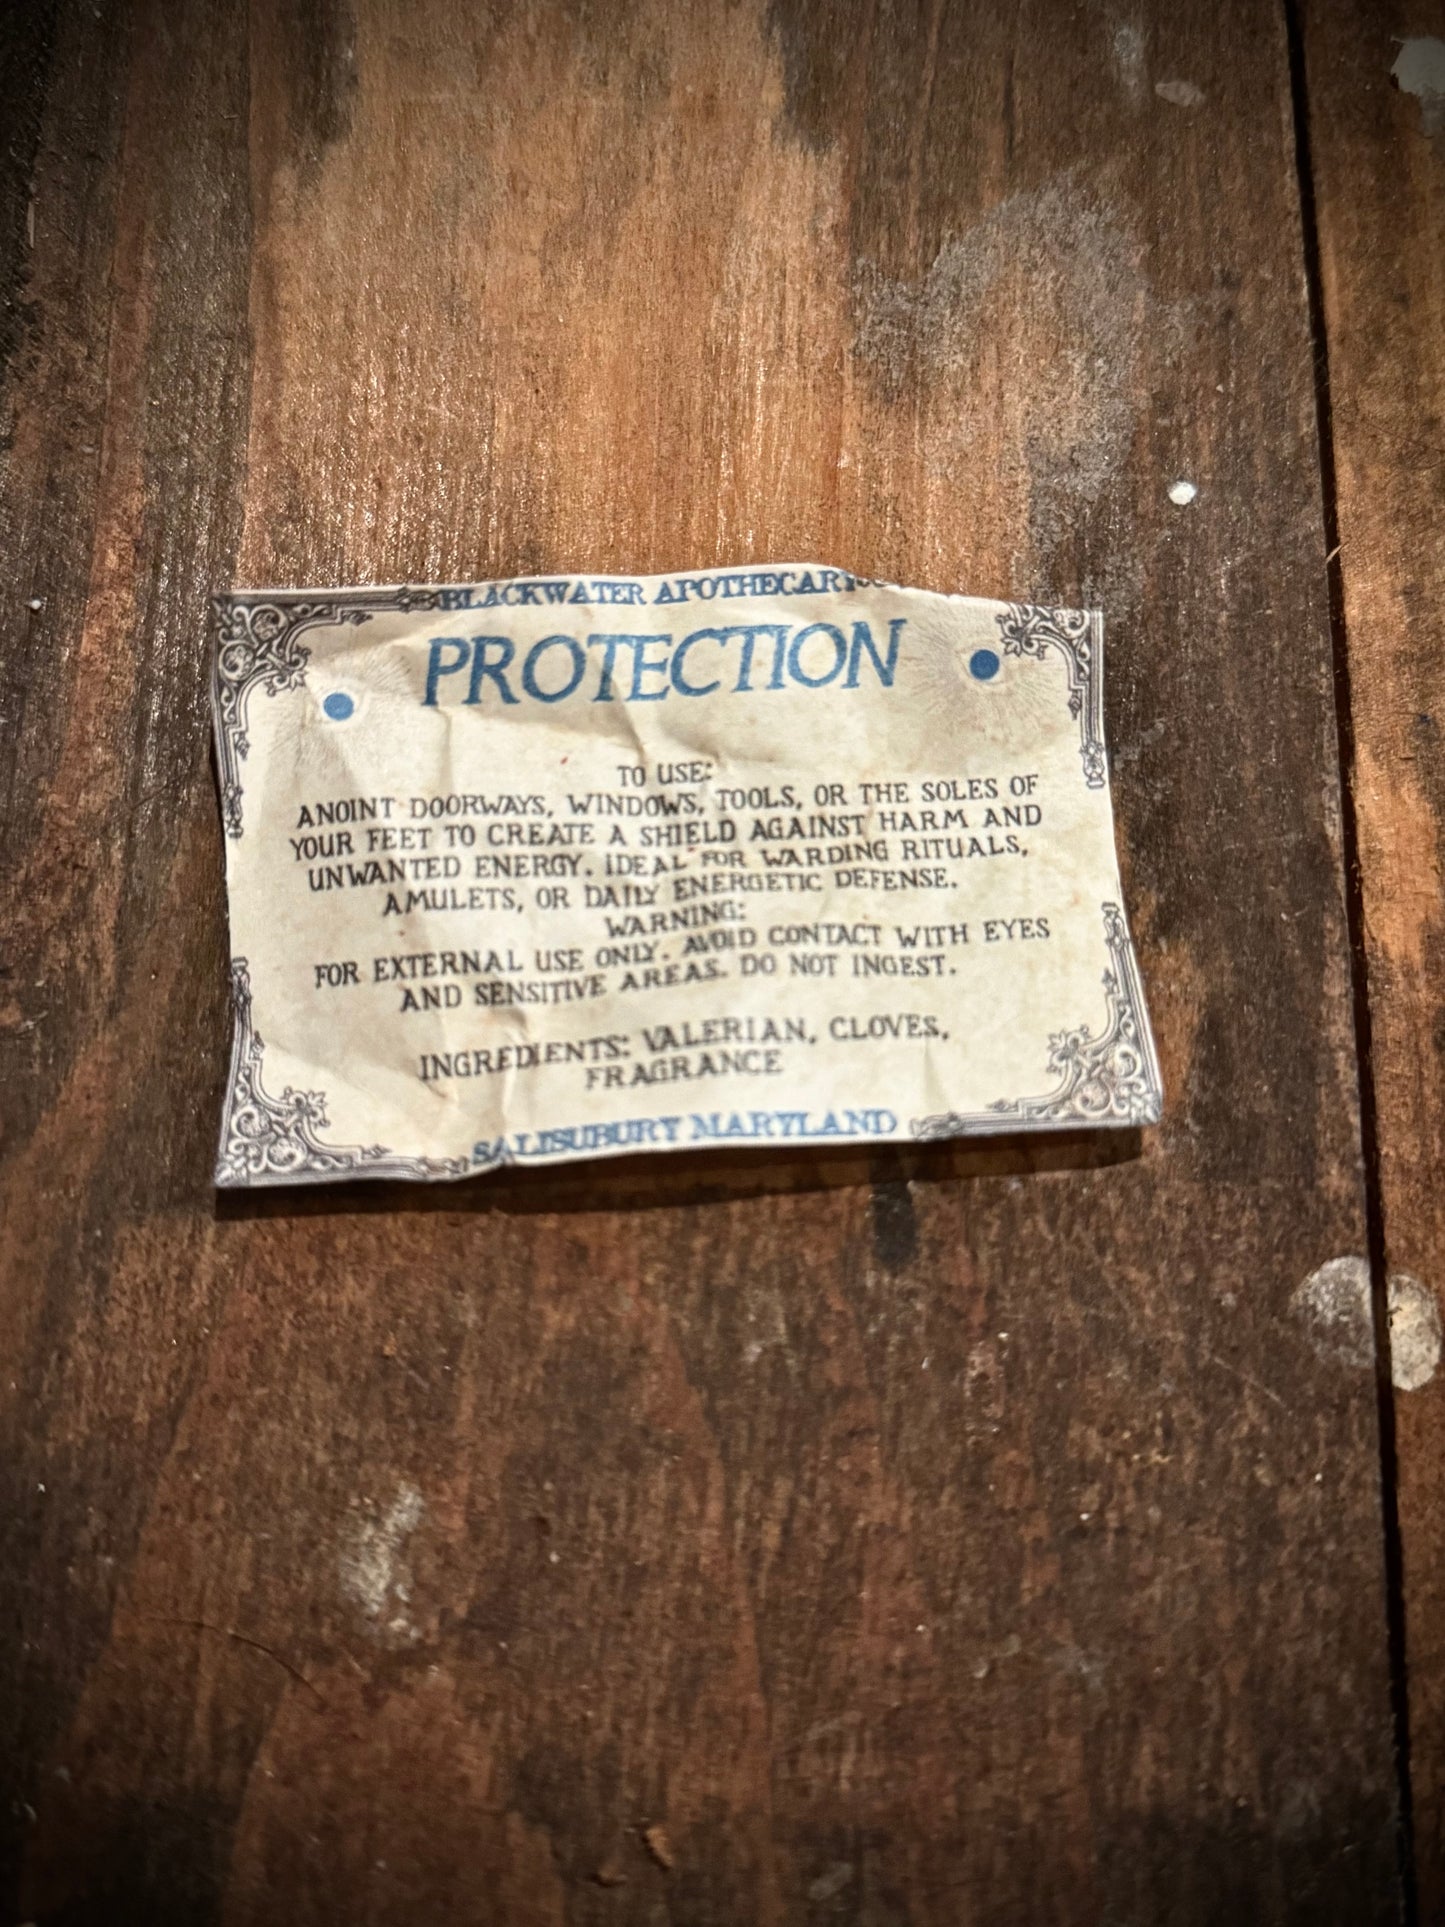 BLACKWATER APOTHECARY
PROTECTION
TO USE:
ANOINT DOORWAYS, WINDOWS, TOOLS, OR THE SOLES OF
YOUR FEET TO CREATE A SHIELD AGAINST HARM AND
UNWANTED ENERGY. IDEAL FOR WARDING RITUALS,
AMULETS, OR DAILY ENERGETIC DEFENSE.
WARNING:
FOR EXTERNAL USE ONLY. AVOID CONTACT WITH EYES
AND SENSITIVE AREAS. DO NOT INGEST.
INGREDIENTS: VALERIAN, CLOVES,
FRAGRANCE
SALISUBURY MARYLAND